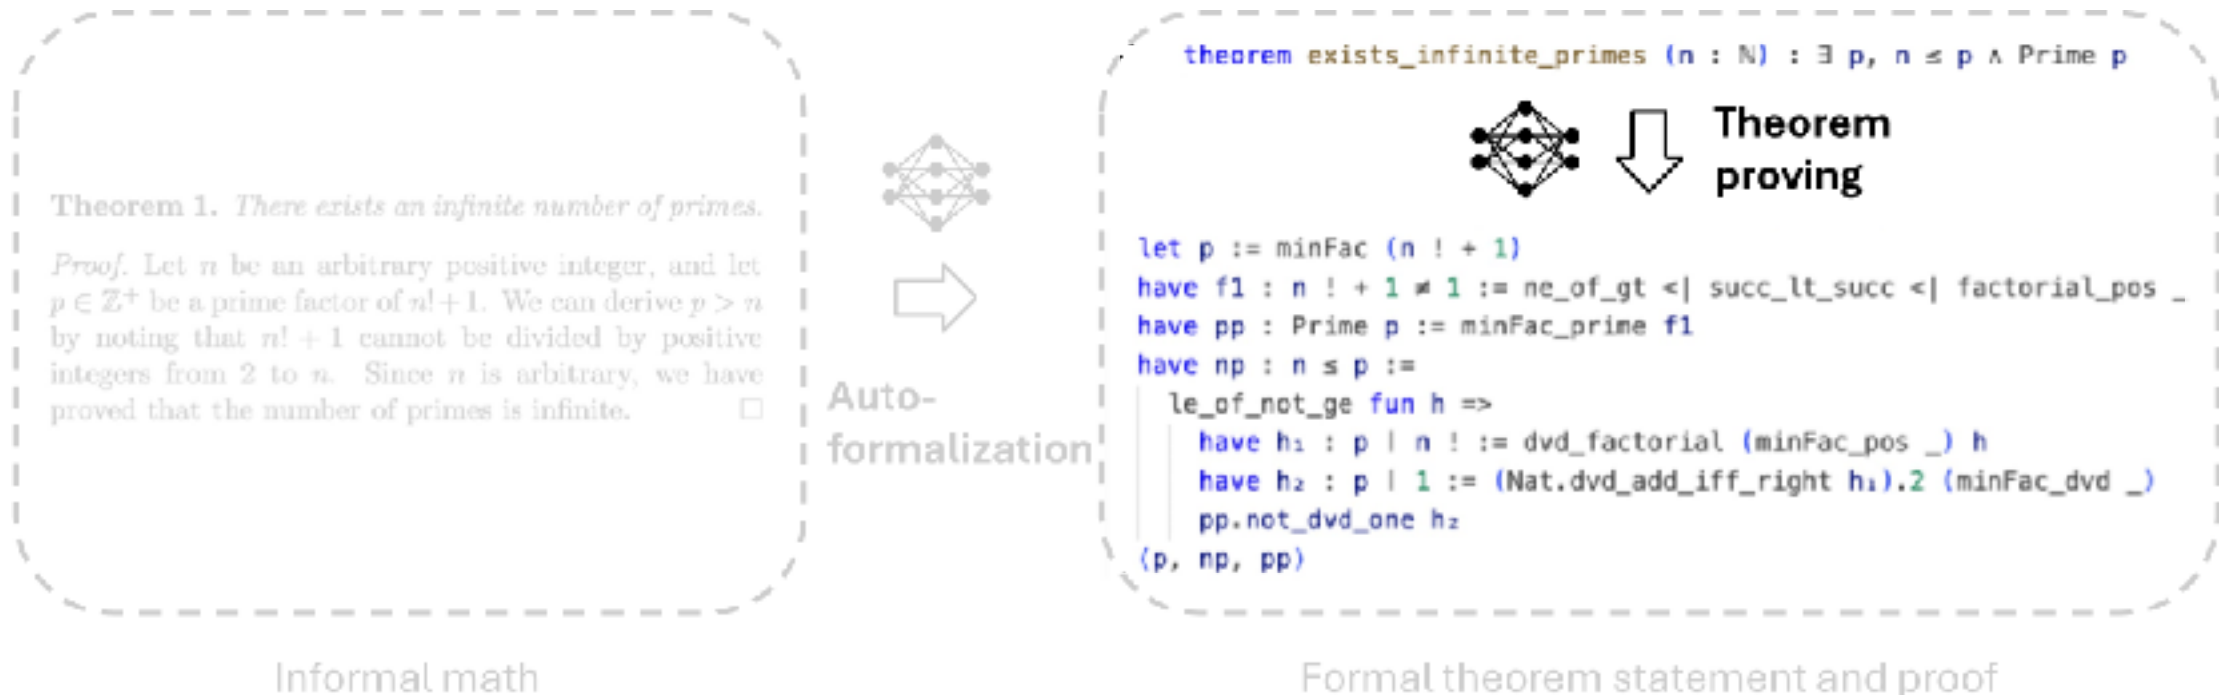 Theorem 1. There exists an infinite number of primes.
Proof. Let n be an arbitrary positive integer, and let
p ∈ ℤ⁺ be a prime factor of n! + 1. We can derive p > n
by noting that n! + 1 cannot be divided by positive
integers from 2 to n. Since n is arbitrary, we have
proved that the number of primes is infinite. □
Informal math
Auto-
formalization
theorem exists_infinite_primes (n : ℕ) : ∃ p, n ≤ p ∧ Prime p
Theorem
proving
let p := minFac (n ! + 1)
have f1 : n ! + 1 ≠ 1 := ne_of_gt <| succ_lt_succ <| factorial_pos _
have pp : Prime p := minFac_prime f1
have np : n ≤ p :=
le_of_not_ge fun h =>
have h₁ : p ∣ n ! := dvd_factorial (minFac_pos _) h
have h₂ : p ∣ 1 := (Nat.dvd_add_iff_right h₁).2 (minFac_dvd _)
pp.not_dvd_one h₂
⟨p, np, pp⟩
Formal theorem statement and proof